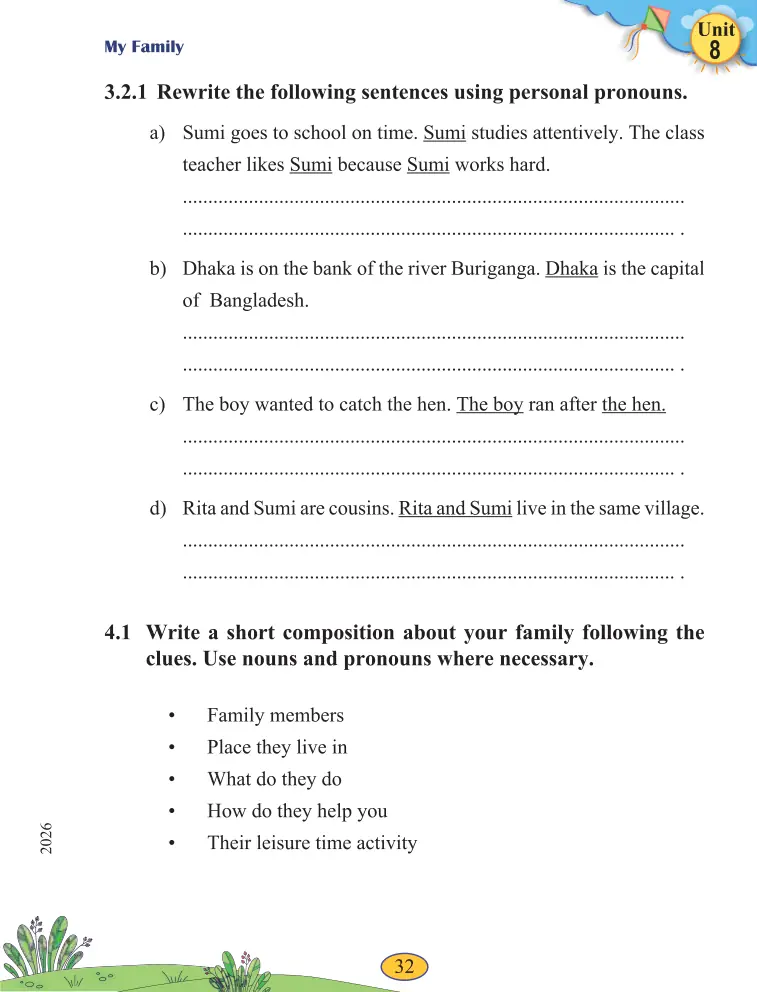 Unit
8
My Family
3.2.1 Rewrite the following sentences using personal pronouns.
a) Sumi goes to school on time. Sumi studies attentively. The class
teacher likes Sumi because Sumi works hard.
...................................................................................................
................................................................................................. .
b) Dhaka is on the bank of the river Buriganga. Dhaka is the capital
of Bangladesh.
...................................................................................................
................................................................................................. .
c) The boy wanted to catch the hen. The boy ran after the hen.
...................................................................................................
................................................................................................. .
d) Rita and Sumi are cousins. Rita and Sumi live in the same village.
...................................................................................................
................................................................................................. .
4.1 Write a short composition about your family following the
clues. Use nouns and pronouns where necessary.
• Family members
• Place they live in
• What do they do
• How do they help you
• Their leisure time activity
2026
32